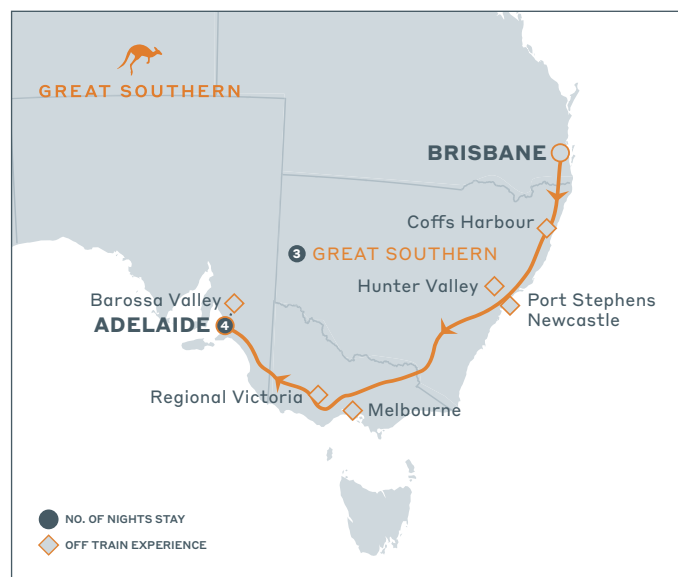 GREAT SOUTHERN
BRISBANE
Coffs Harbour
3 GREAT SOUTHERN
Hunter Valley
Port Stephens
Newcastle
Barossa Valley
ADELAIDE 4
Regional Victoria
Melbourne
NO. OF NIGHTS STAY
OFF TRAIN EXPERIENCE